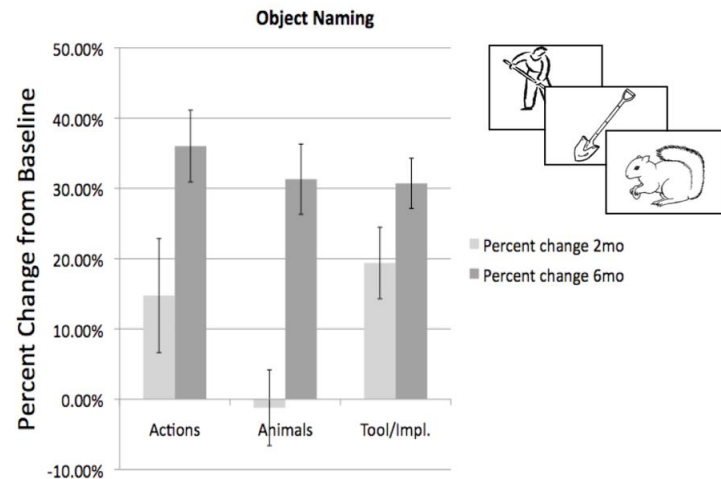 Object Naming
50.00%
40.00%
30.00%
20.00%
10.00%
0.00%
-10.00%
Percent Change from Baseline
Actions
Animals
Tool/Impl.
Percent change 2mo
Percent change 6mo